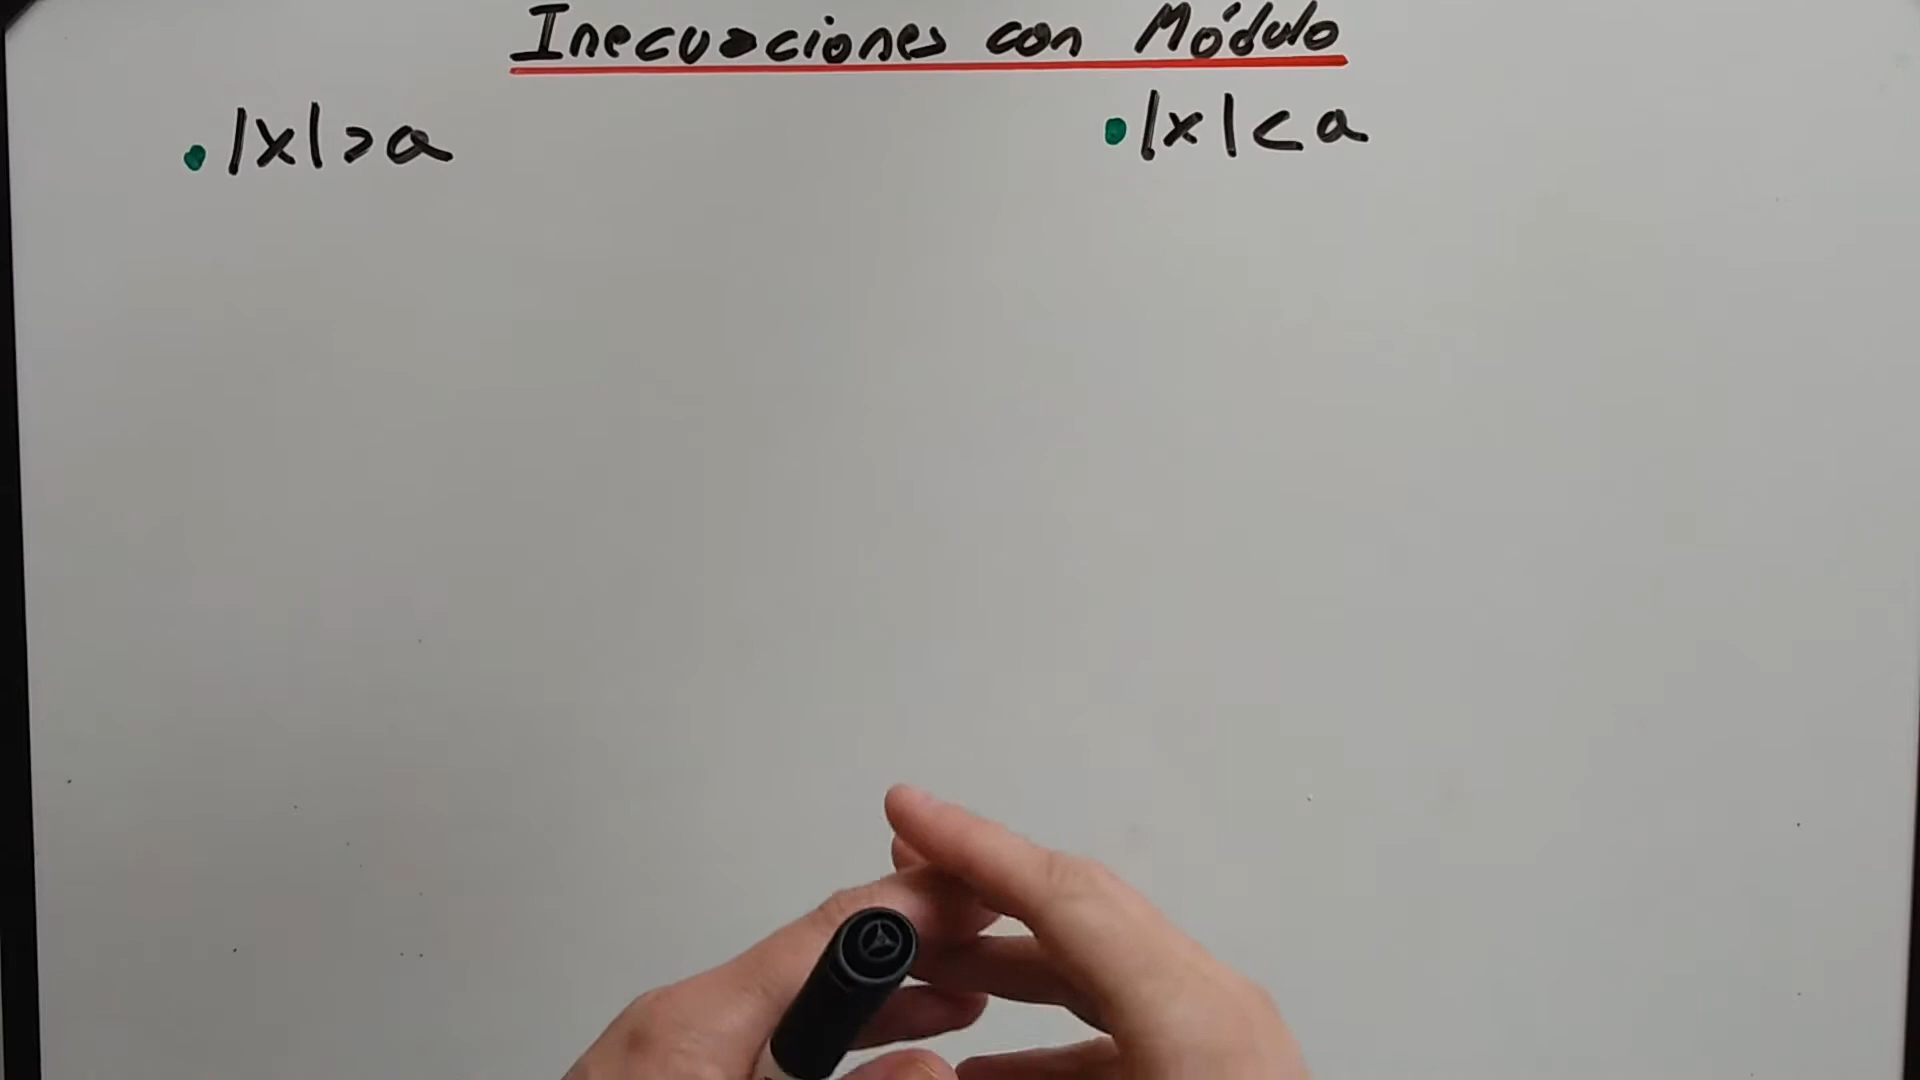 Inecuaciones con Módulo
• |x| > a
• |x| < a